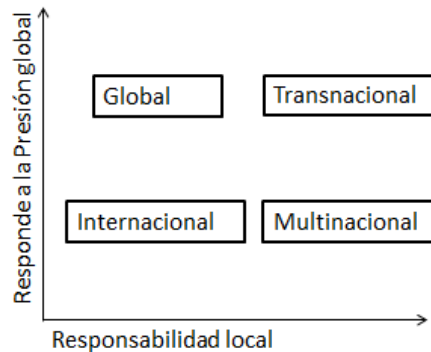 Responde a la Presión global
Global
Transnacional
Internacional
Multinacional
Responsabilidad local